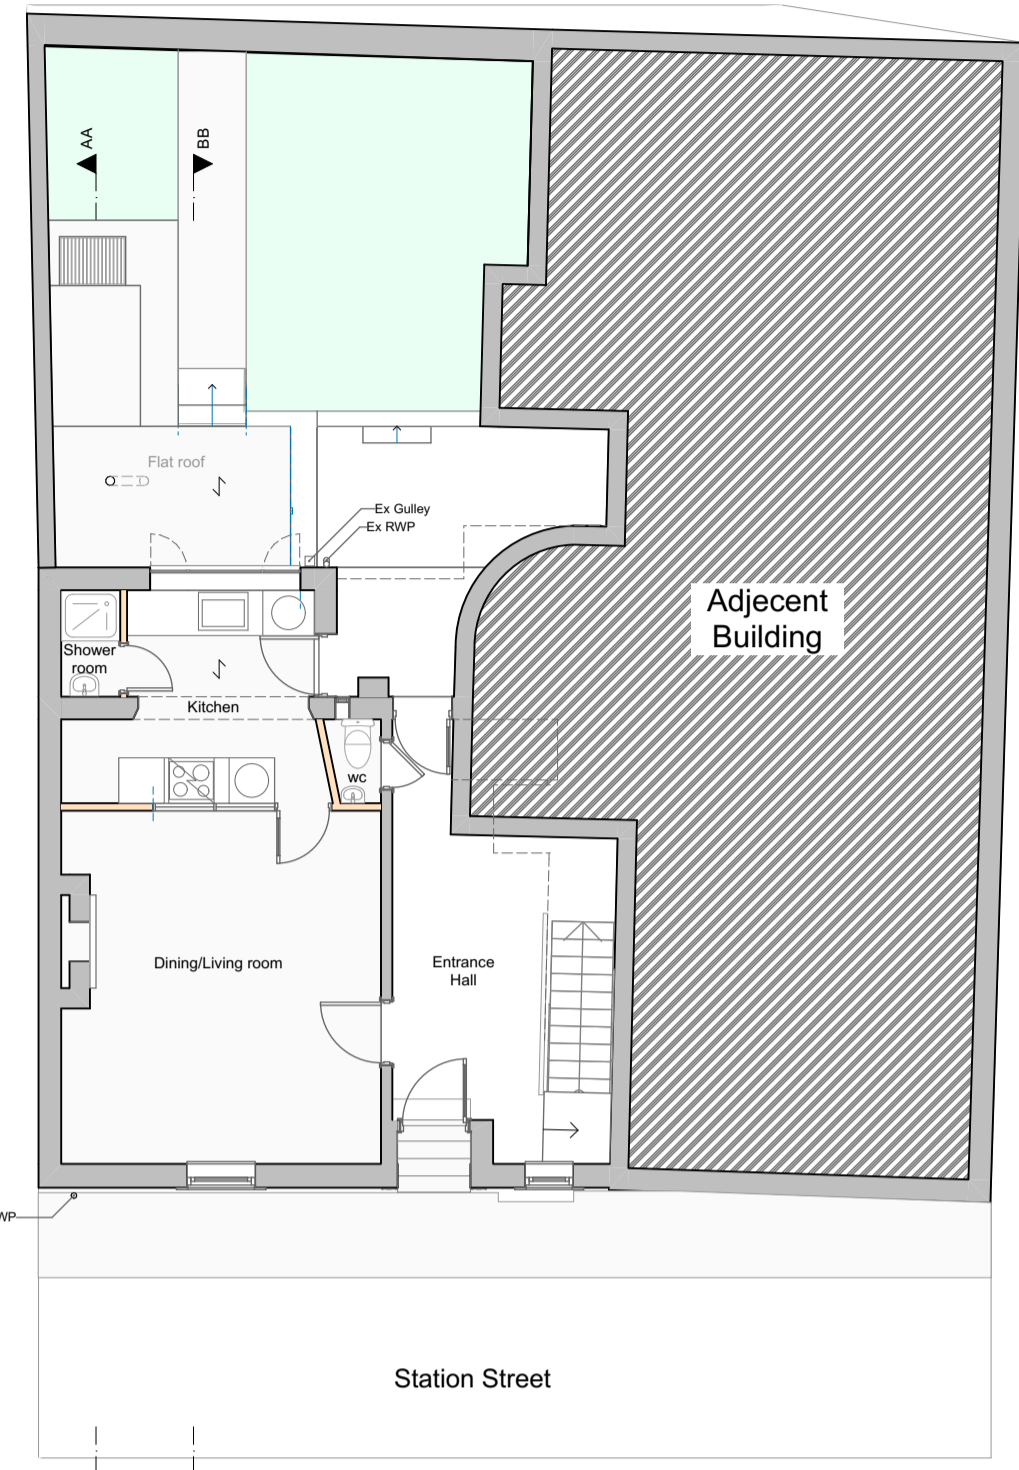 AA
BB
Flat roof
Ex Gulley
Ex RWP
Adjecent
Building
Shower
room
Kitchen
wc
Dining/Living room
Entrance
Hall
WP
Station Street